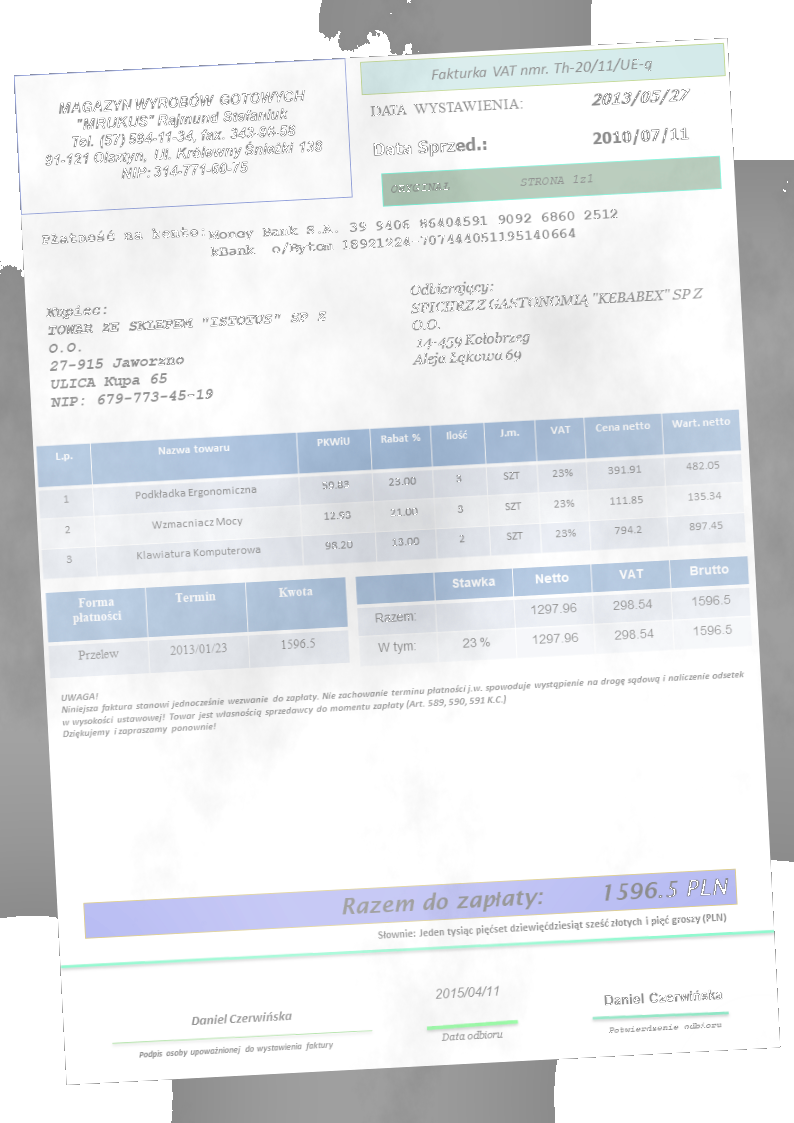 Fakturka VAT nmr. Th-20/11/UE-q
MAGAZYN WYROBÓW GOTOWYCH
"MRUKUS" Rajmund Stefaniuk
Tel. (57) 594-11-34, fax. 343-98-58
91-121 Olsztyn, Ul. Królewny Śnieżki 138
NIP: 314-771-60-75
DATA WYSTAWIENIA: 2013/05/27
Data Sprzed.: 2010/07/11
ORYGINAŁ STRONA 1z1
Płatność na konto: Money Bank S.A. 39 9406 86404591 9092 6860 2512
kBank o/Bytom 18921924 707444051195140664
Kupiec:
TOWAR ZE SKLEPEM "ISTOTUS" SP Z
O.O.
27-915 Jaworzno
ULICA Kupa 65
NIP: 679-773-45-19
Odbierający:
SPICERZ Z GASTONOMIĄ "KEBABEX" SP Z
O.O.
14-459 Kołobrzeg
Aleja Łąkowa 69
L.p. Nazwa towaru PKWiU Rabat % Ilość J.m. VAT Cena netto Wart. netto
1 Podkładka Ergonomiczna 23.00 SZT 23% 391.91 482.05
2 Wzmacniacz Mocy 12.93 21.00 3 SZT 23% 111.85 135.34
3 Klawiatura Komputerowa 98.20 2 SZT 23% 794.2 897.45
Forma płatności Termin Kwota
Przelew 2013/01/23 1596.5
Stawka Netto VAT Brutto
Razem: 1297.96 298.54 1596.5
W tym: 23 % 1297.96 298.54 1596.5
UWAGA!
Niniejsza faktura stanowi jednocześnie wezwanie do zapłaty. Nie zachowanie terminu płatności j.w. spowoduje wystąpienie na drogę sądową i naliczenie odsetek
w wysokości ustawowej! Towar jest własnością sprzedawcy do momentu zapłaty (Art. 589, 590, 591 K.C.)
Dziękujemy i zapraszamy ponownie!
Razem do zapłaty: 1596.5 PLN
Słownie: Jeden tysiąc pięćset dziewięćdziesiąt sześć złotych i pięć groszy (PLN)
Daniel Czerwińska
Podpis osoby upoważnionej do wystawienia faktury
2015/04/11
Data odbioru
Daniel Czerwińska
Potwierdzenie odbioru